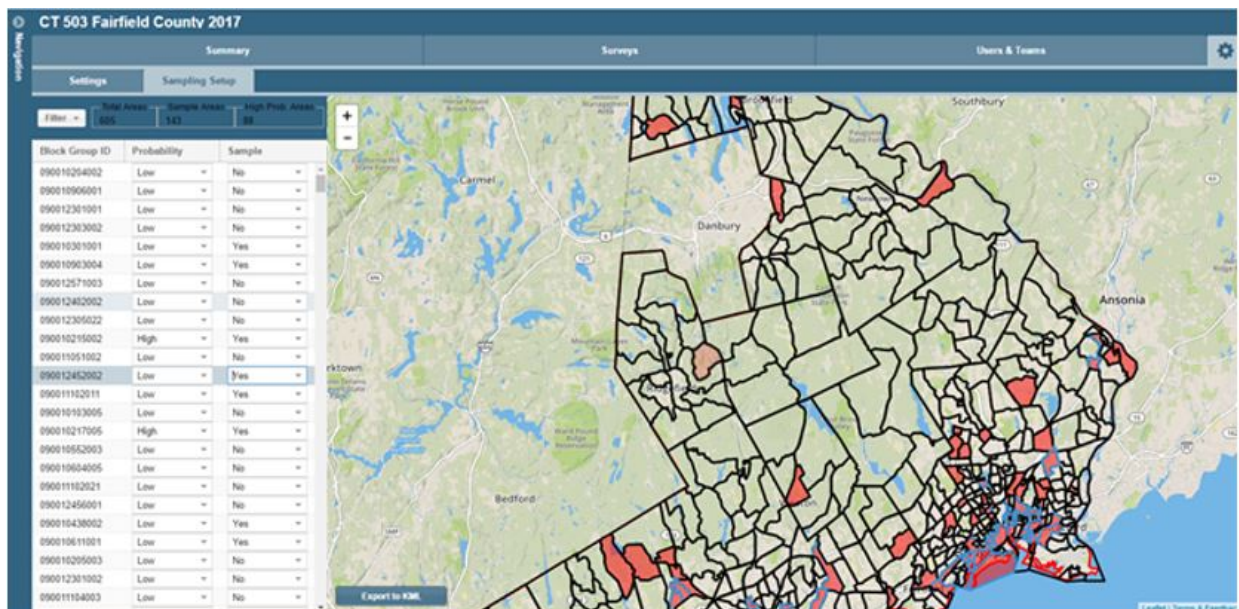 CT 503 Fairfield County 2017
Navigation
Summary
Surveys
Users & Teams
Settings
Sampling Setup
Filter
Total Areas
Sample Areas
High Prob. Areas
605
143
88
Block Group ID Probability Sample
090010204002 Low No
090010906001 Low No
090012301001 Low No
090012303002 Low No
090010301001 Low Yes
090010903004 Low Yes
090012571003 Low No
090012402002 Low No
090012305022 Low No
090010215002 High Yes
090011051002 Low No
090012452002 Low Yes
090011102011 Low Yes
090010103005 Low No
090010217005 High Yes
090010552003 Low No
090010604005 Low No
090011102021 Low No
090012456001 Low No
090010438002 Low Yes
090010611001 Low Yes
090010205003 Low No
090012301002 Low No
090011104003 Low No
+
−
Brookfield
Southbury
Carmel
Danbury
Ansonia
Bedford
Export to KML